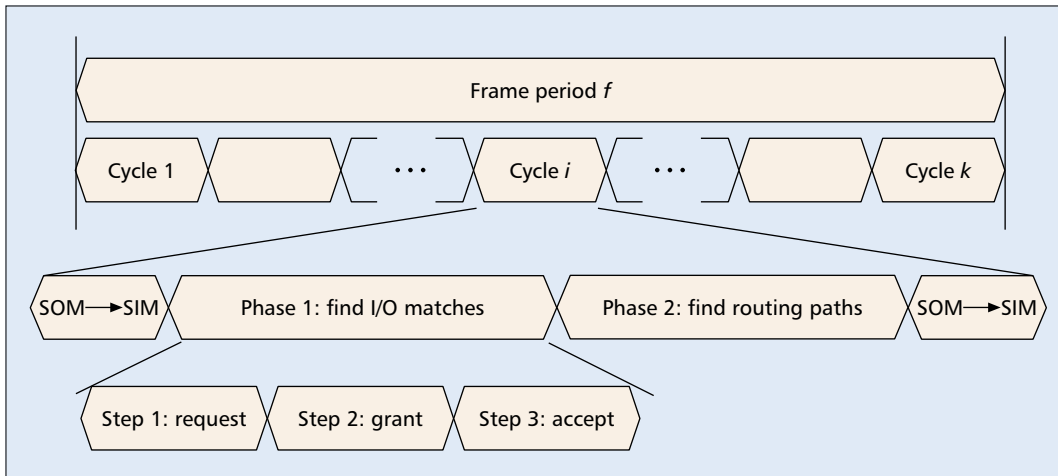 Frame period f
Cycle 1
...
Cycle i
...
Cycle k
SOM→SIM
Phase 1: find I/O matches
Phase 2: find routing paths
SOM→SIM
Step 1: request
Step 2: grant
Step 3: accept